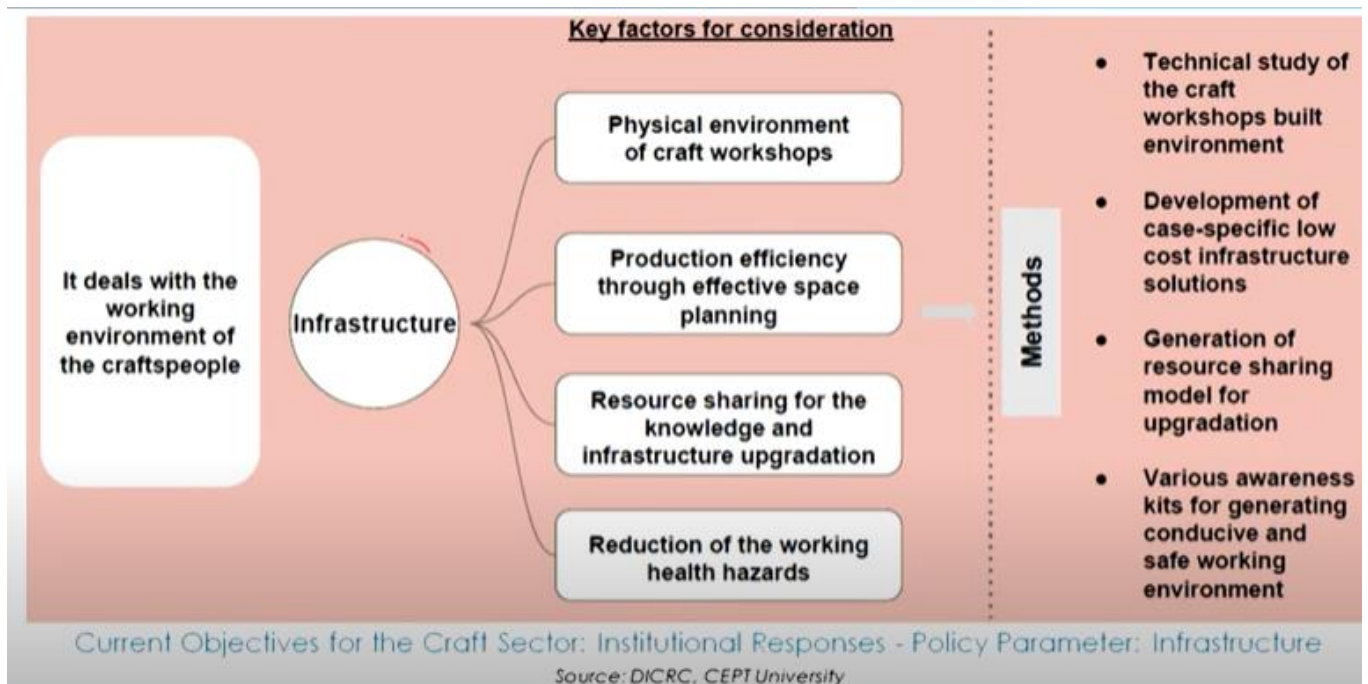 Key factors for consideration
It deals with the
working
environment of
the craftspeople
Infrastructure
Physical environment
of craft workshops
Production efficiency
through effective space
planning
Resource sharing for the
knowledge and
infrastructure upgradation
Reduction of the working
health hazards
Methods
● Technical study of
the craft
workshops built
environment
● Development of
case-specific low
cost infrastructure
solutions
● Generation of
resource sharing
model for
upgradation
● Various awareness
kits for generating
conducive and
safe working
environment
Current Objectives for the Craft Sector: Institutional Responses - Policy Parameter: Infrastructure
Source: DICRC, CEPT University